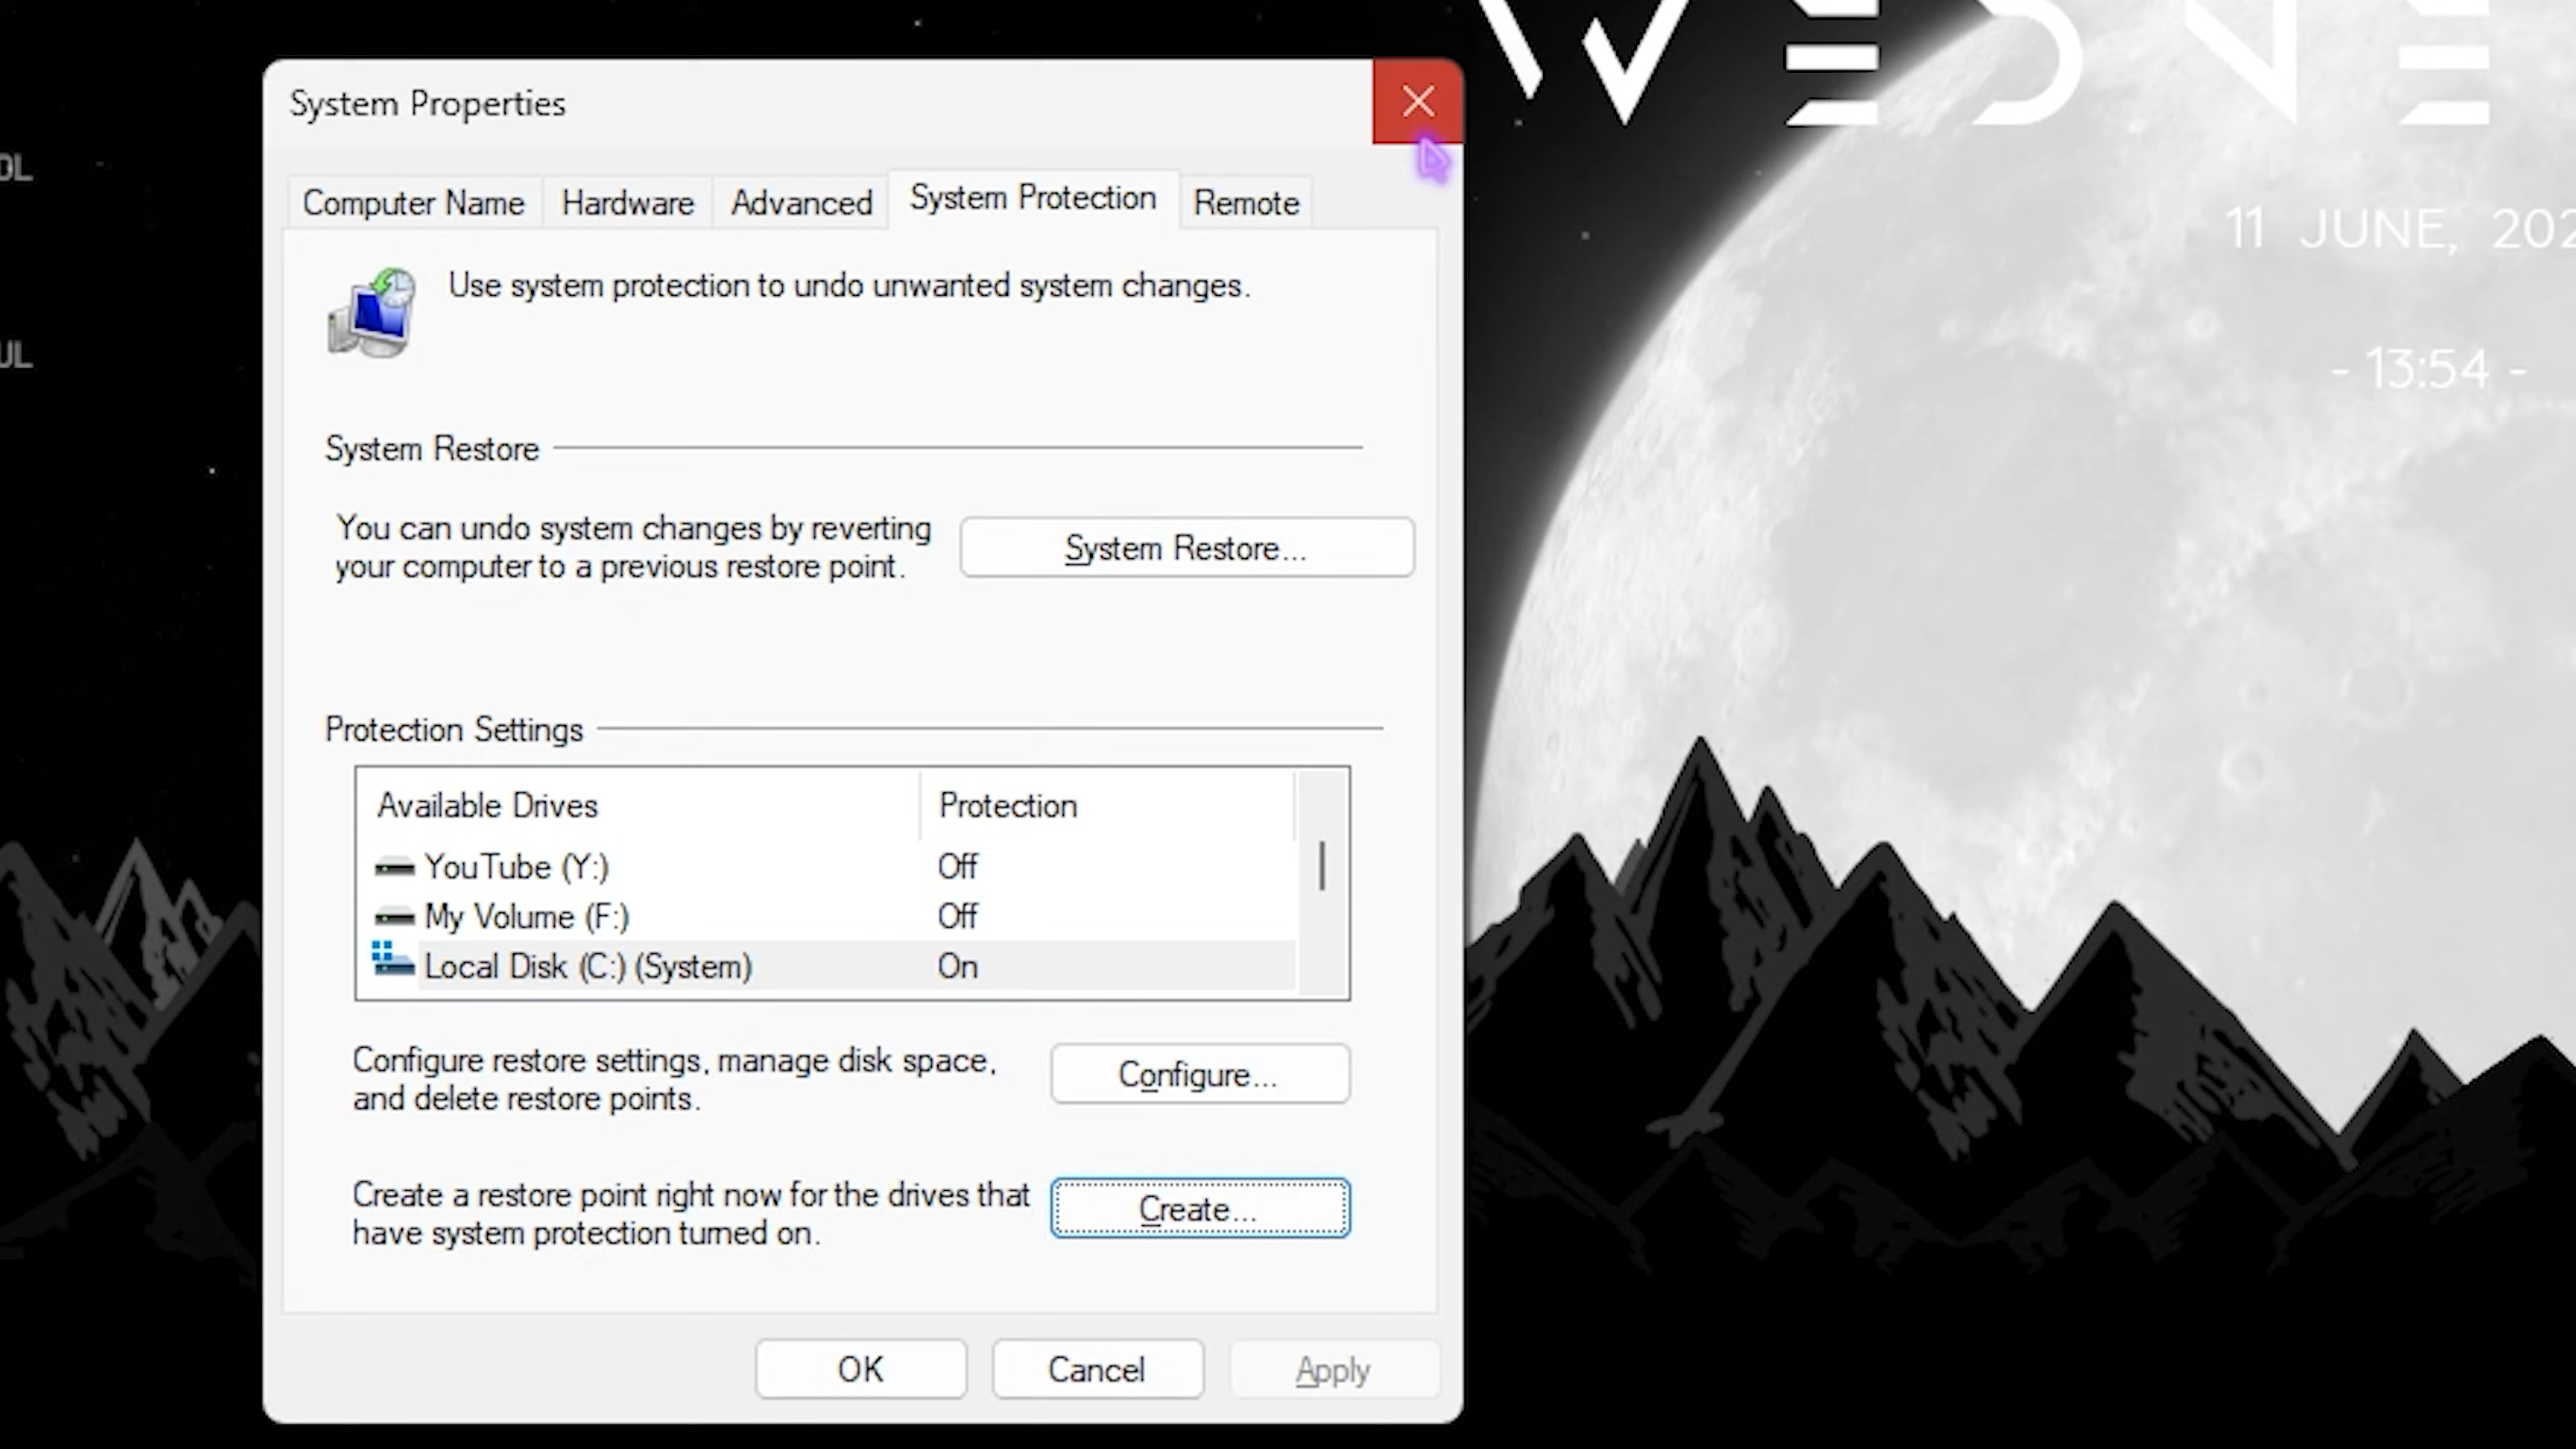 System Properties
Computer Name Hardware Advanced System Protection Remote
Use system protection to undo unwanted system changes.
System Restore
You can undo system changes by reverting
your computer to a previous restore point.
System Restore...
Protection Settings
Available Drives Protection
YouTube (Y:) Off
My Volume (F:) Off
Local Disk (C:) (System) On
Configure restore settings, manage disk space,
and delete restore points.
Configure...
Create a restore point right now for the drives that
have system protection turned on.
Create...
OK Cancel Apply
11 JUNE,
- 13:54 -